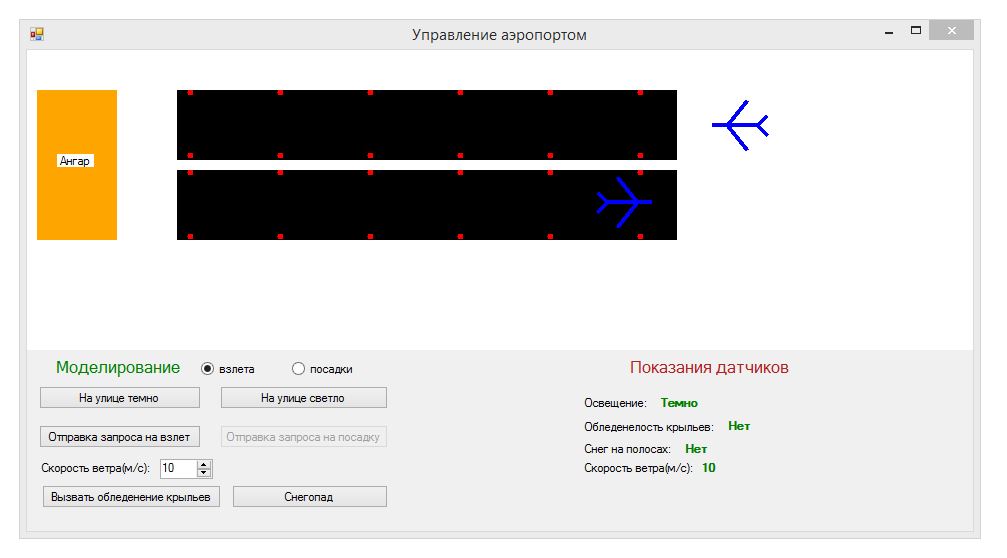 Управление аэропортом
Ангар
Моделирование взлета посадки
Показания датчиков
На улице темно На улице светло
Освещение: Темно
Обледенелость крыльев: Нет
Отправка запроса на взлет Отправка запроса на посадку
Снег на полосах: Нет
Скорость ветра(м/с): 10
Скорость ветра(м/с): 10
Вызвать обледенение крыльев Снегопад